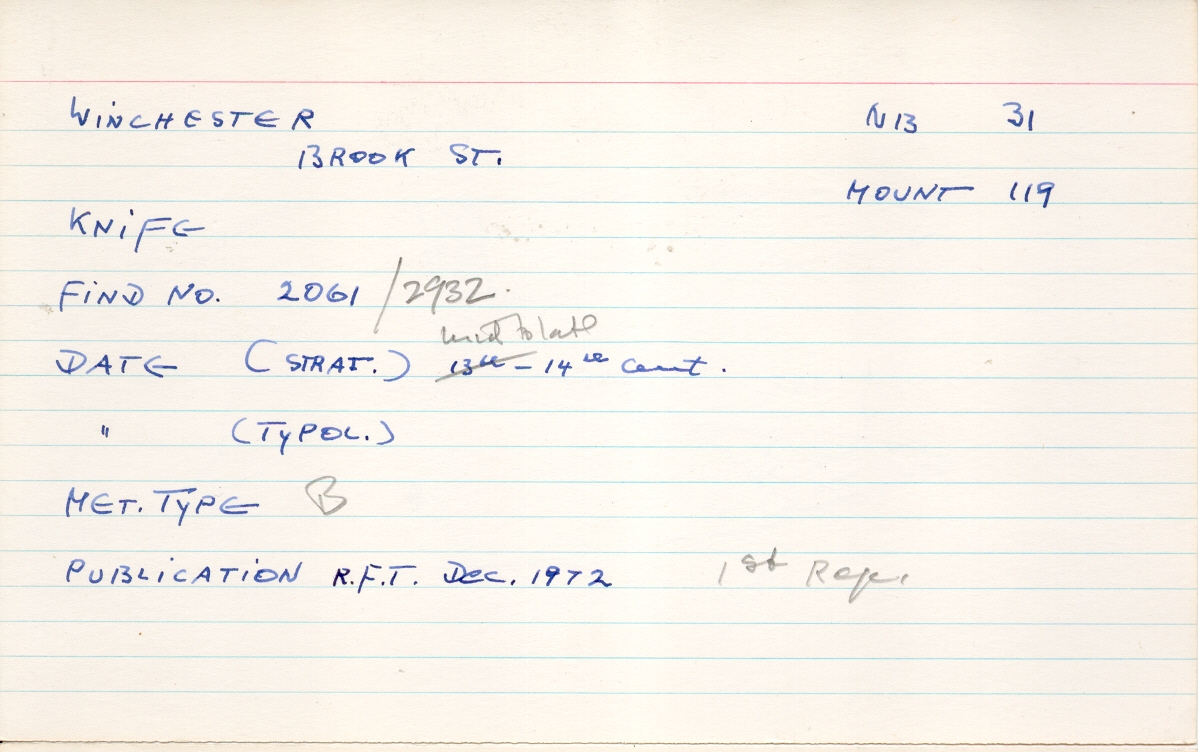 WINCHESTER N13 31
BROOK ST.
MOUNT 119
KNIFE
FIND NO. 2061 / 2932.
mid to late
DATE (STRAT.) 13th – 14th Cent.
" (TYPOL.)
MET. TYPE B
PUBLICATION R.F.T. DEC. 1972 1st Rep.